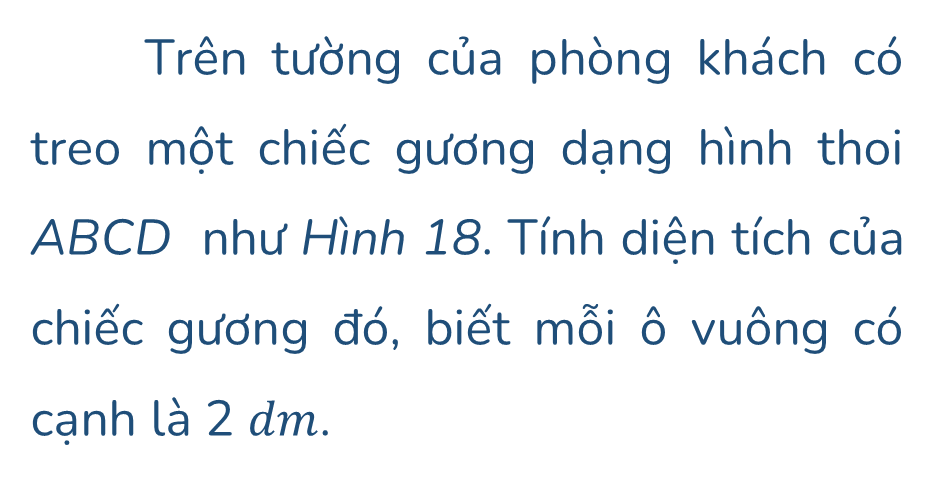 Trên tường của phòng khách có
treo một chiếc gương dạng hình thoi
ABCD như Hình 18. Tính diện tích của
chiếc gương đó, biết mỗi ô vuông có
cạnh là 2 dm.